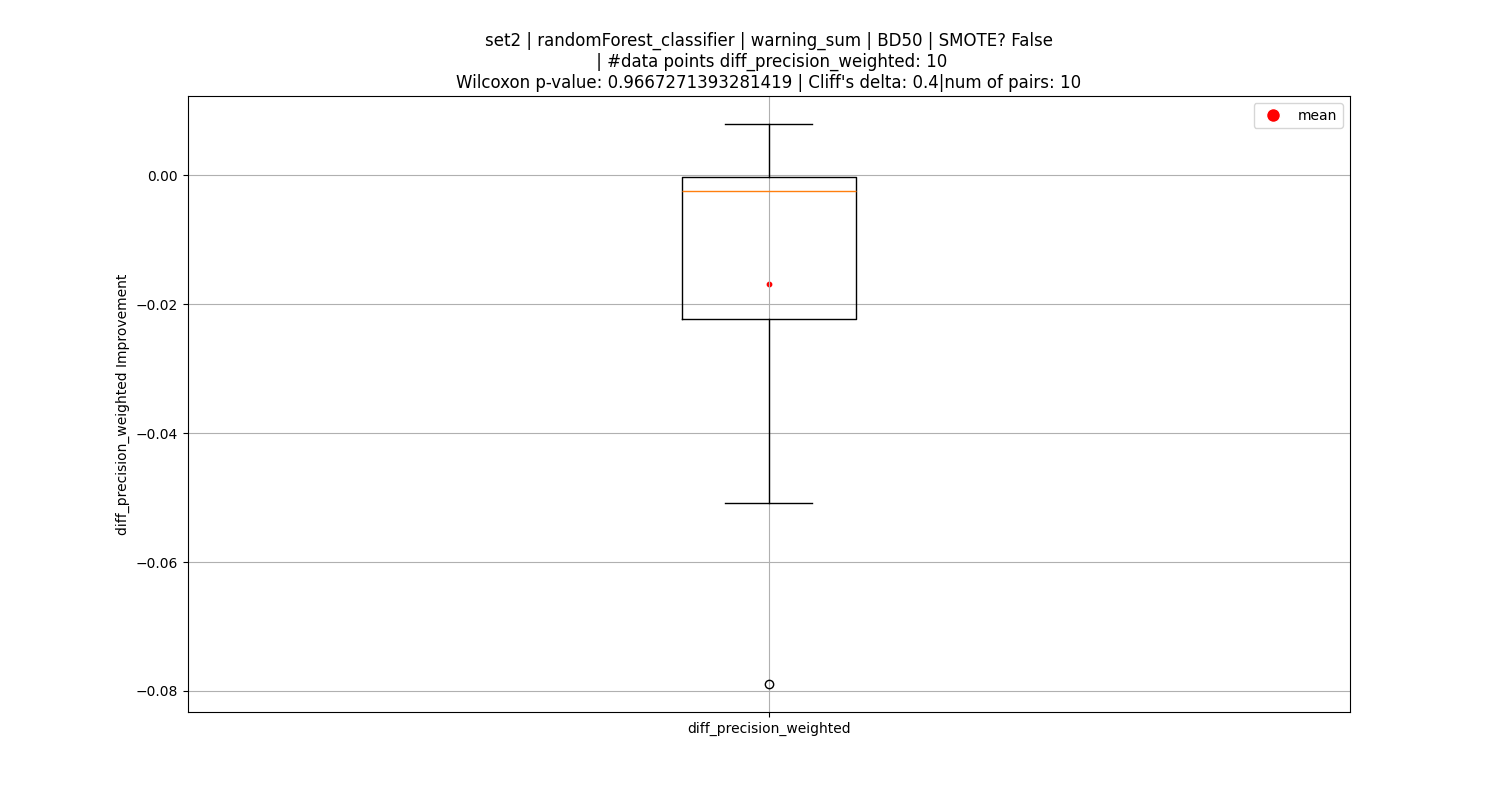 set2 | randomForest_classifier | warning_sum | BD50 | SMOTE? False
| #data points diff_precision_weighted: 10
Wilcoxon p-value: 0.9667271393281419 | Cliff's delta: 0.4|num of pairs: 10
mean
0.00
−0.02
−0.04
−0.06
−0.08
diff_precision_weighted Improvement
diff_precision_weighted